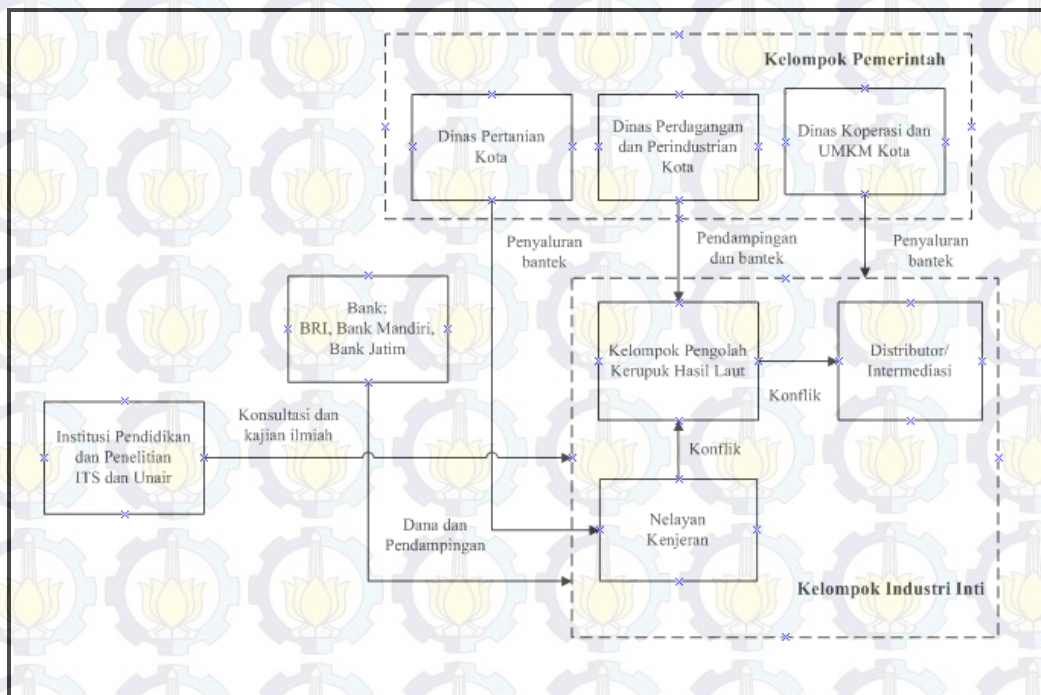 Kelompok Pemerintah
Dinas Pertanian
Kota
Dinas Perdagangan
dan Perindustrian
Kota
Dinas Koperasi dan
UMKM Kota
Penyaluran
bantek
Pendampingan
dan bantek
Penyaluran
bantek
Bank:
BRI, Bank Mandiri,
Bank Jatim
Kelompok Pengolah
Kerupuk Hasil Laut
Konflik
Distributor/
Intermediasi
Institusi Pendidikan
dan Penelitian
ITS dan Unair
Konsultasi dan
kajian ilmiah
Konflik
Dana dan
Pendampingan
Nelayan
Kenjeran
Kelompok Industri Inti